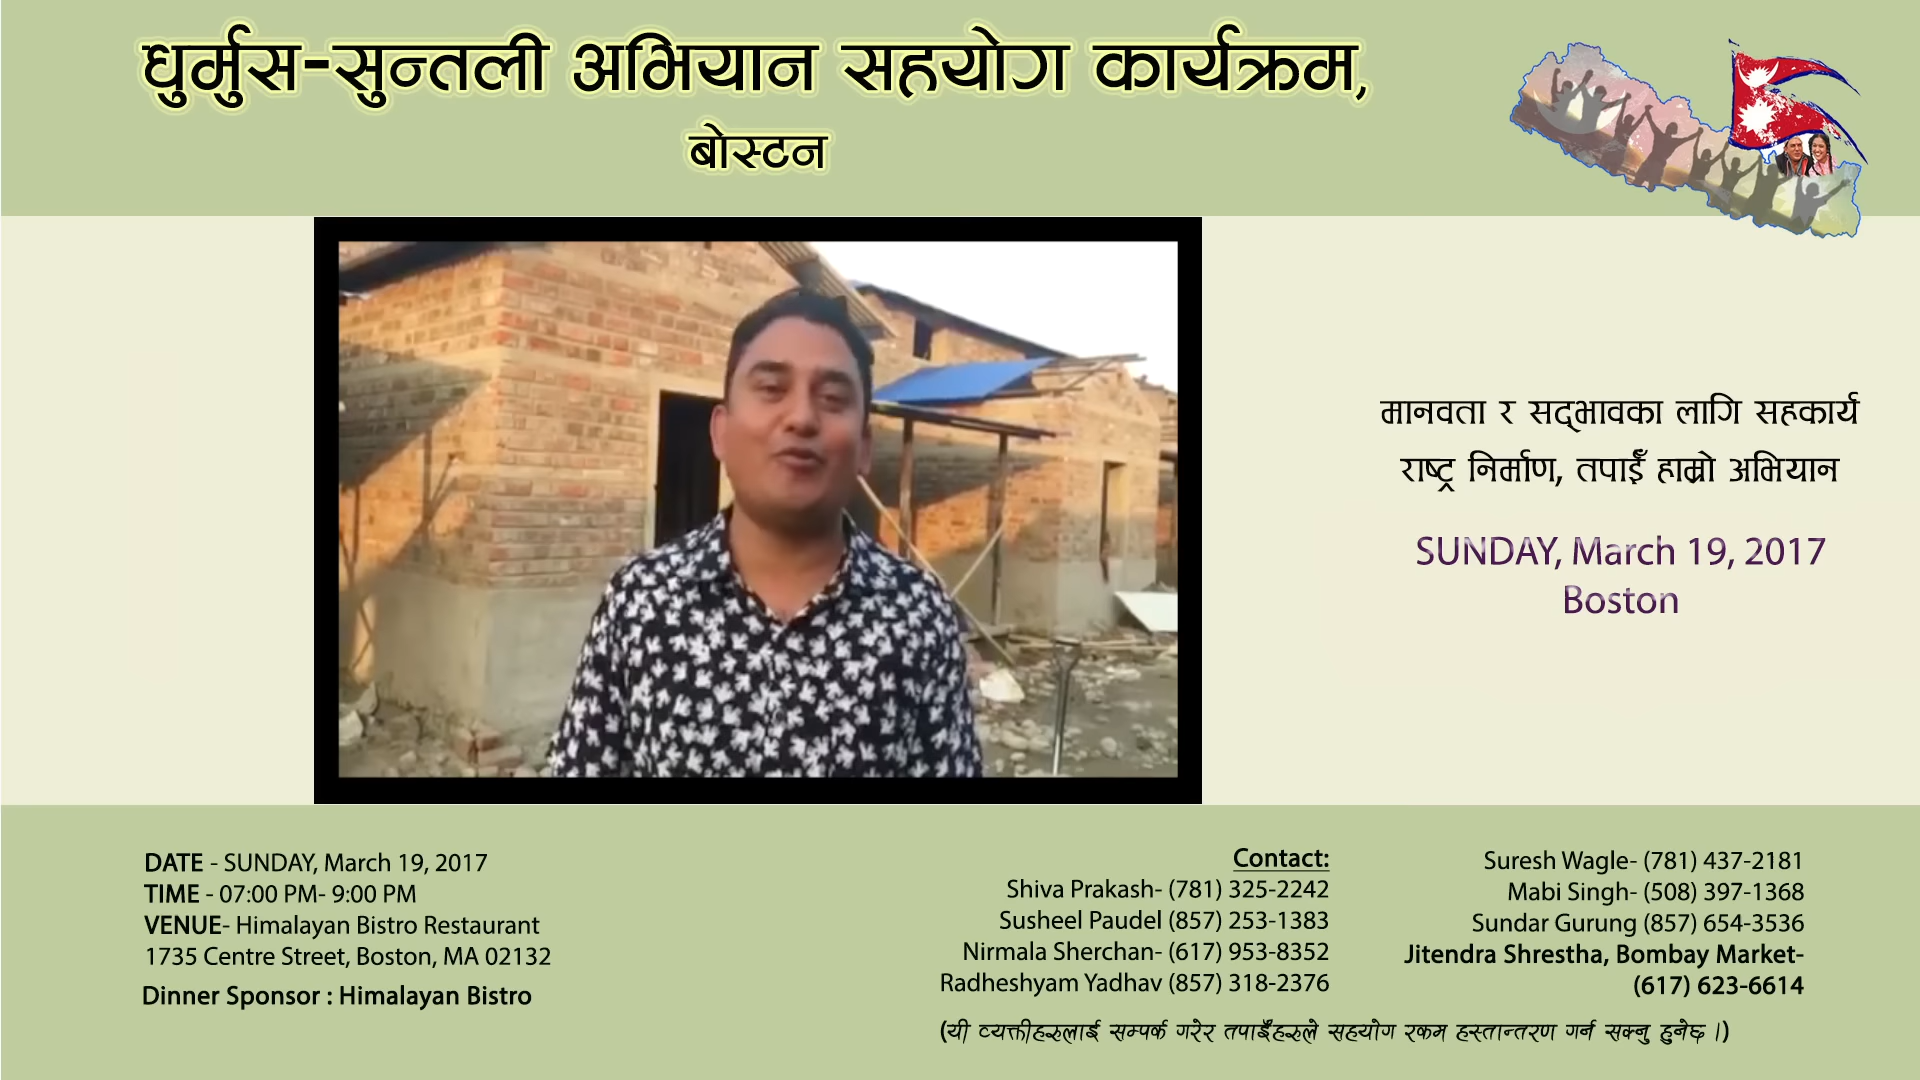 धुर्मुस-सुन्तली अभियान सहयोग कार्यक्रम,
बोस्टन
मानवता र सद्भावका लागि सहकार्य
राष्ट्र निर्माण, तपाईँ हाम्रो अभियान
SUNDAY, March 19, 2017
Boston
DATE - SUNDAY, March 19, 2017
TIME - 07:00 PM- 9:00 PM
VENUE- Himalayan Bistro Restaurant
1735 Centre Street, Boston, MA 02132
Dinner Sponsor : Himalayan Bistro
Contact:
Shiva Prakash- (781) 325-2242
Susheel Paudel (857) 253-1383
Nirmala Sherchan- (617) 953-8352
Radheshyam Yadhav (857) 318-2376
Suresh Wagle- (781) 437-2181
Mabi Singh- (508) 397-1368
Sundar Gurung (857) 654-3536
Jitendra Shrestha, Bombay Market-
(617) 623-6614
(यी व्यक्तीहरुलाई सम्पर्क गरेर तपाईँहरुले सहयोग रकम हस्तान्तरण गर्न सक्नु हुनेछ ।)